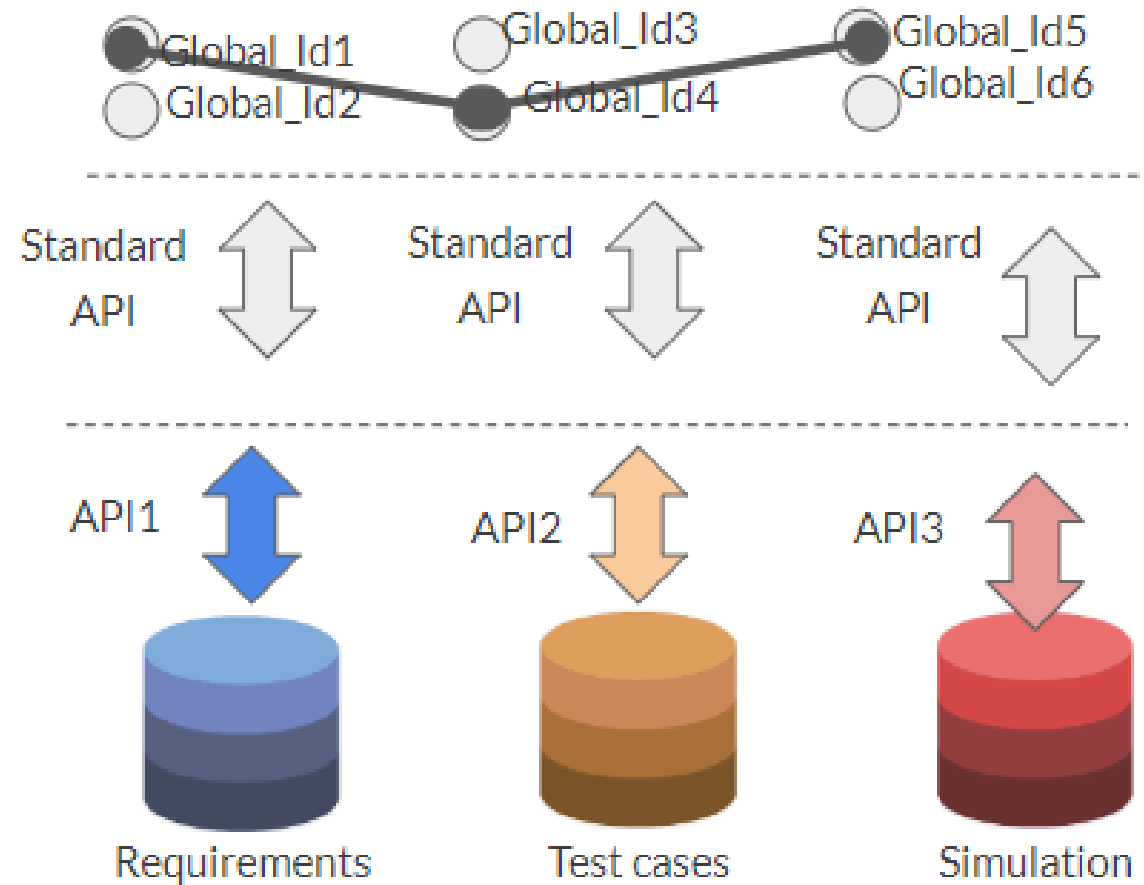 Global_Id1
Global_Id2
Global_Id3
Global_Id4
Global_Id5
Global_Id6
Standard
API
Standard
API
Standard
API
API1
API2
API3
Requirements
Test cases
Simulation